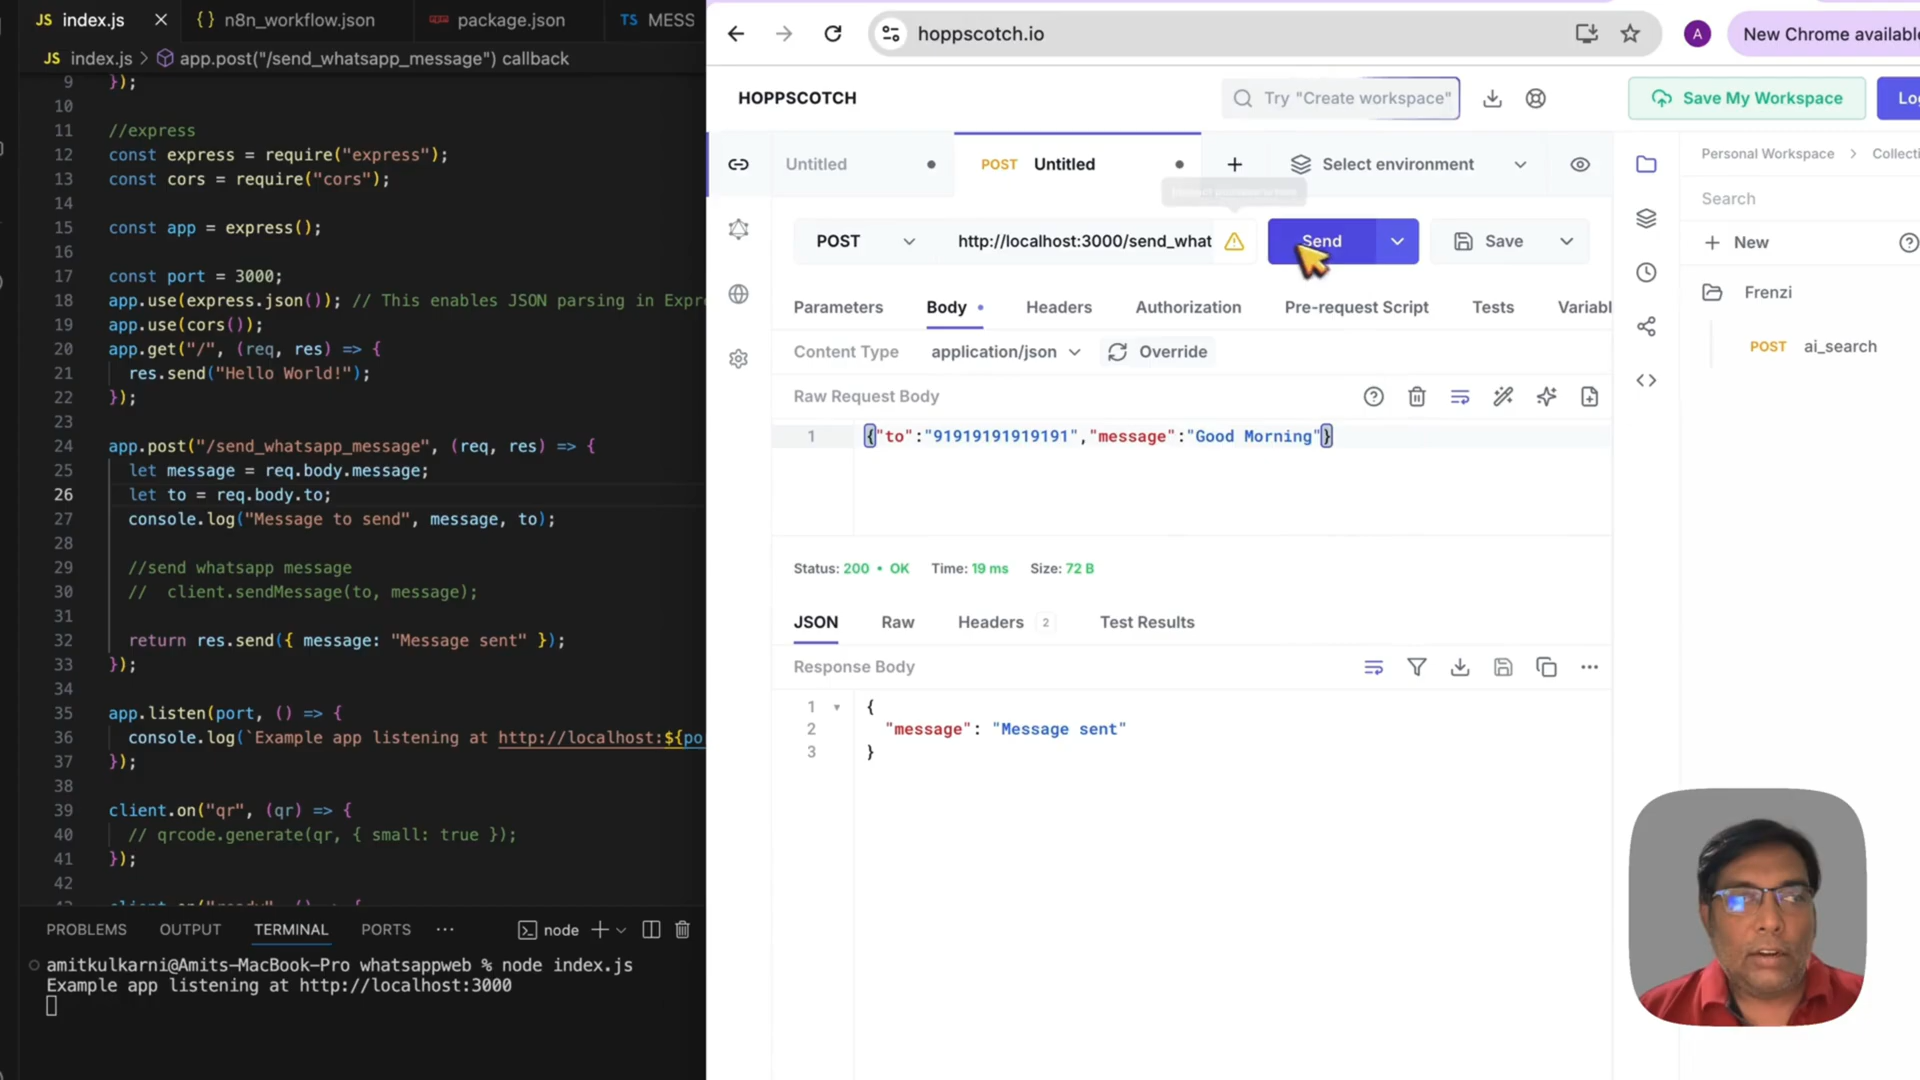 JS index.js
{} n8n_workflow.json
package.json
TS MESS
JS index.js > app.post("/send_whatsapp_message") callback
9 });
10
11 //express
12 const express = require("express");
13 const cors = require("cors");
14
15 const app = express();
16
17 const port = 3000;
18 app.use(express.json()); // This enables JSON parsing in Expre
19 app.use(cors());
20 app.get("/", (req, res) => {
21 res.send("Hello World!");
22 });
23
24 app.post("/send_whatsapp_message", (req, res) => {
25 let message = req.body.message;
26 let to = req.body.to;
27 console.log("Message to send", message, to);
28
29 //send whatsapp message
30 // client.sendMessage(to, message);
31
32 return res.send({ message: "Message sent" });
33 });
34
35 app.listen(port, () => {
36 console.log(`Example app listening at http://localhost:${po
37 });
38
39 client.on("qr", (qr) => {
40 // qrcode.generate(qr, { small: true });
41 });
42
PROBLEMS OUTPUT TERMINAL PORTS ... node
amitkulkarni@Amits-MacBook-Pro whatsappweb % node index.js
Example app listening at http://localhost:3000
hoppscotch.io
A
New Chrome available
HOPPSCOTCH
Try "Create workspace"
Save My Workspace
Log
Untitled
POST Untitled
Select environment
POST
http://localhost:3000/send_what
Send
Save
Parameters Body Headers Authorization Pre-request Script Tests Variabl
Content Type application/json Override
Raw Request Body
1 {"to":"91919191919191","message":"Good Morning"}
Status: 200 • OK Time: 19 ms Size: 72 B
JSON Raw Headers 2 Test Results
Response Body
1 {
2 "message": "Message sent"
3 }
Personal Workspace > Collecti
Search
+ New
Frenzi
POST ai_search